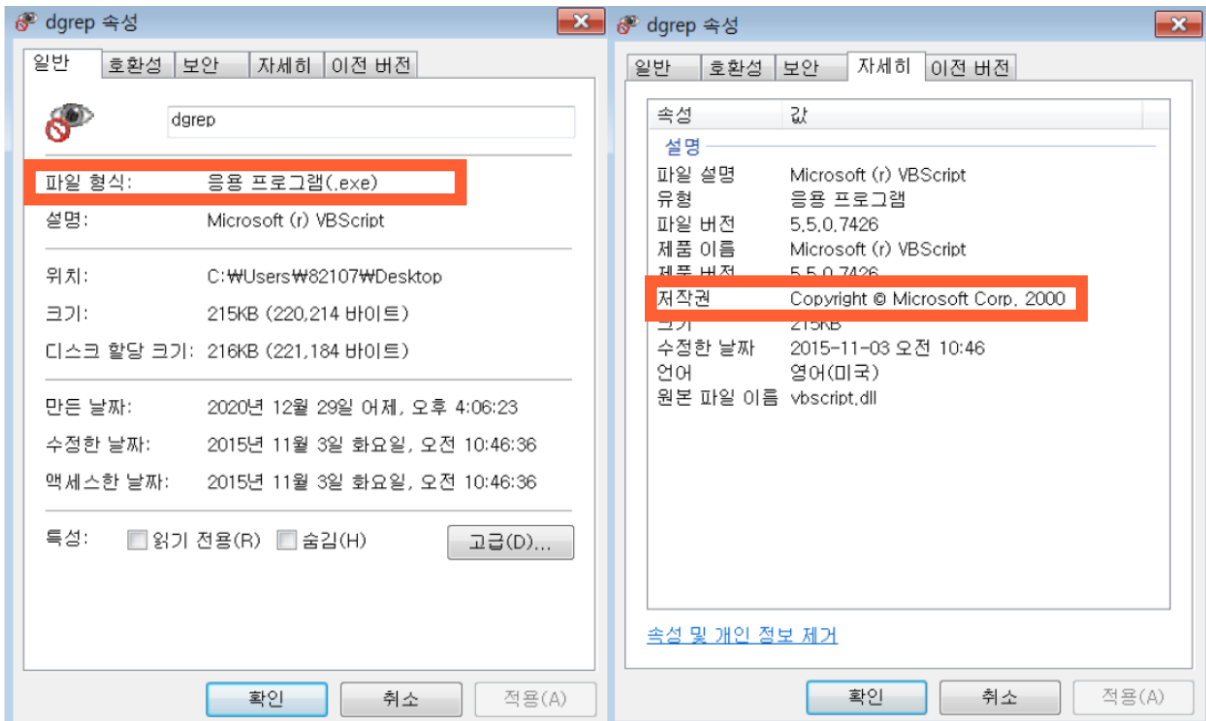 dgrep 속성
일반 호환성 보안 자세히 이전 버전
dgrep
파일 형식: 응용 프로그램(.exe)
설명: Microsoft (r) VBScript
위치: C:₩Users₩82107₩Desktop
크기: 215KB (220,214 바이트)
디스크 할당 크기: 216KB (221,184 바이트)
만든 날짜: 2020년 12월 29일 어제, 오후 4:06:23
수정한 날짜: 2015년 11월 3일 화요일, 오전 10:46:36
액세스한 날짜: 2015년 11월 3일 화요일, 오전 10:46:36
특성: 읽기 전용(R) 숨김(H) 고급(D)...
확인 취소 적용(A)
dgrep 속성
일반 호환성 보안 자세히 이전 버전
속성 값
설명
파일 설명 Microsoft (r) VBScript
유형 응용 프로그램
파일 버전 5.5.0.7426
제품 이름 Microsoft (r) VBScript
제품 버전 5.5.0.7426
저작권 Copyright © Microsoft Corp. 2000
크기 215KB
수정한 날짜 2015-11-03 오전 10:46
언어 영어(미국)
원본 파일 이름 vbscript.dll
속성 및 개인 정보 제거
확인 취소 적용(A)